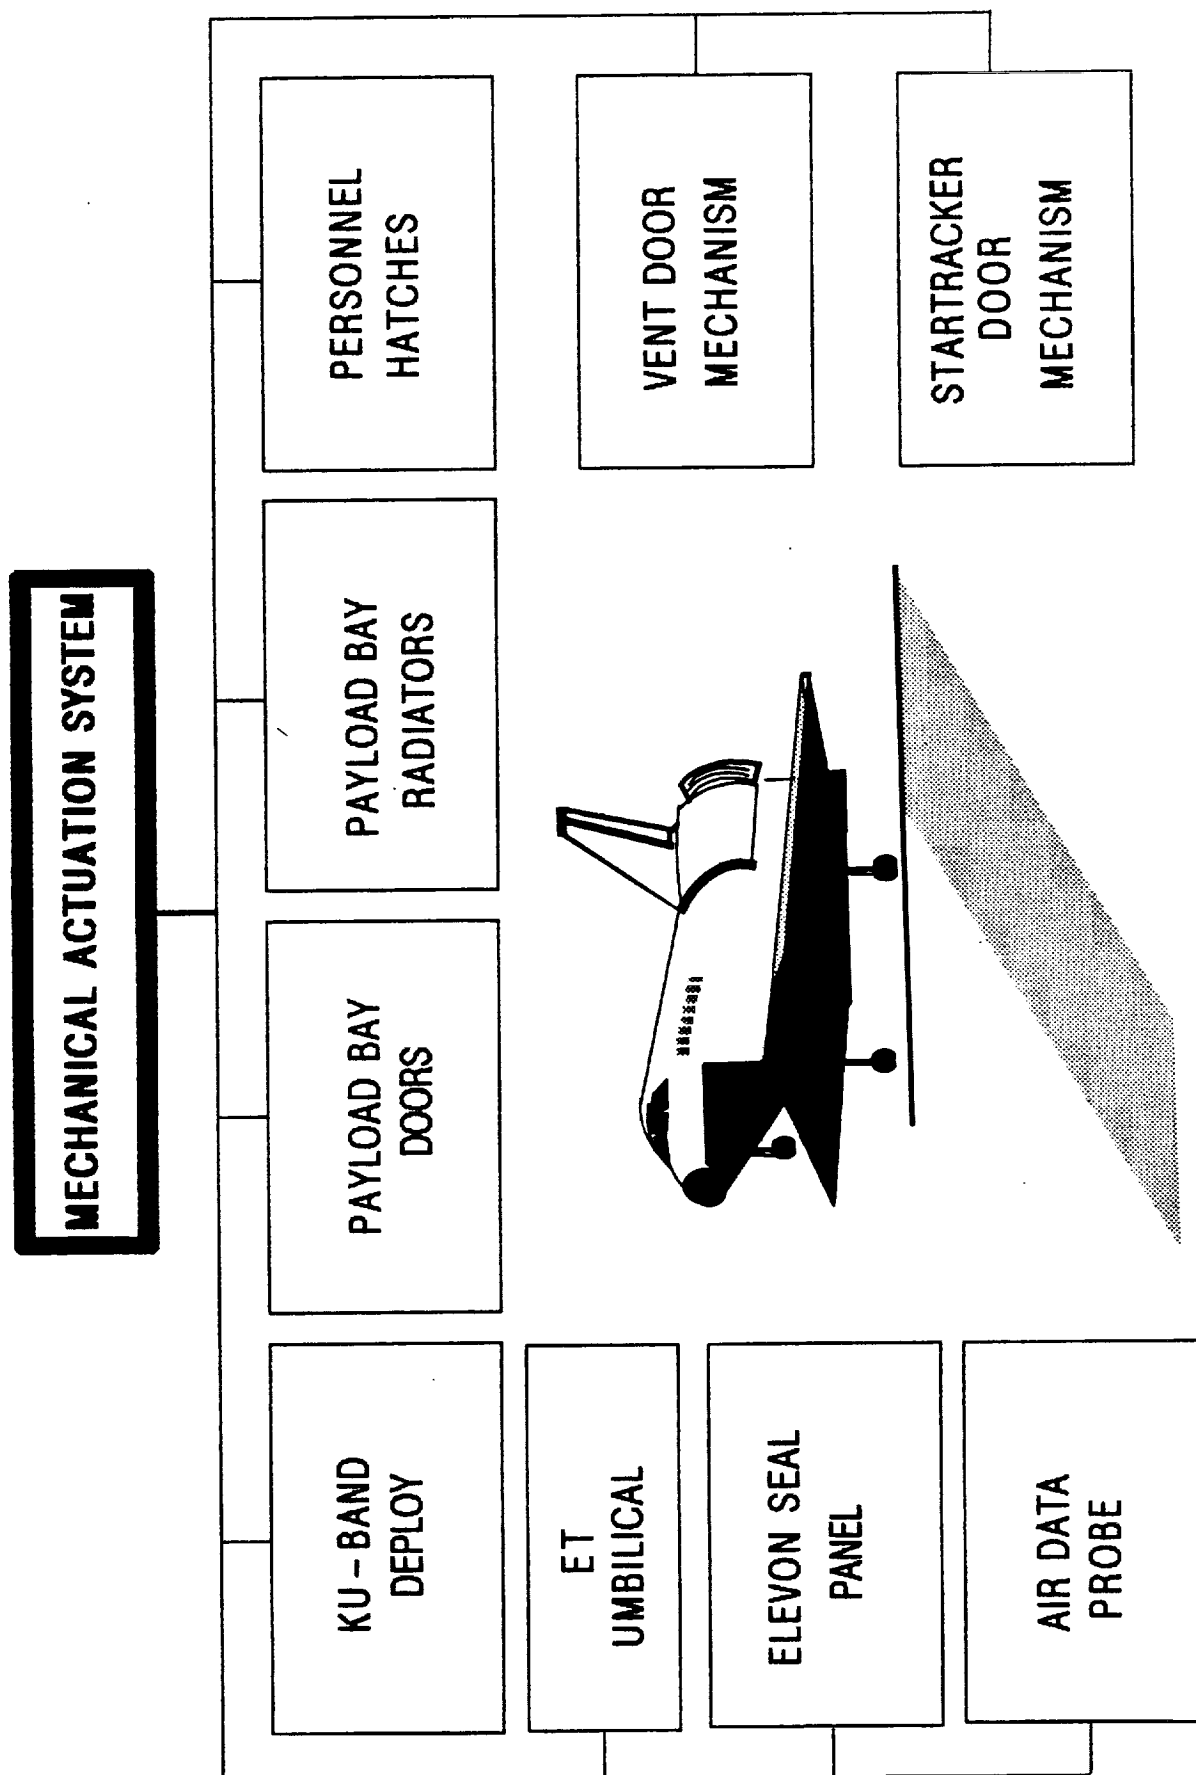 MECHANICAL ACTUATION SYSTEM
KU-BAND
DEPLOY
PAYLOAD BAY
DOORS
PAYLOAD BAY
RADIATORS
PERSONNEL
HATCHES
ET
UMBILICAL
VENT DOOR
MECHANISM
ELEVON SEAL
PANEL
STARTRACKER
DOOR
MECHANISM
AIR DATA
PROBE